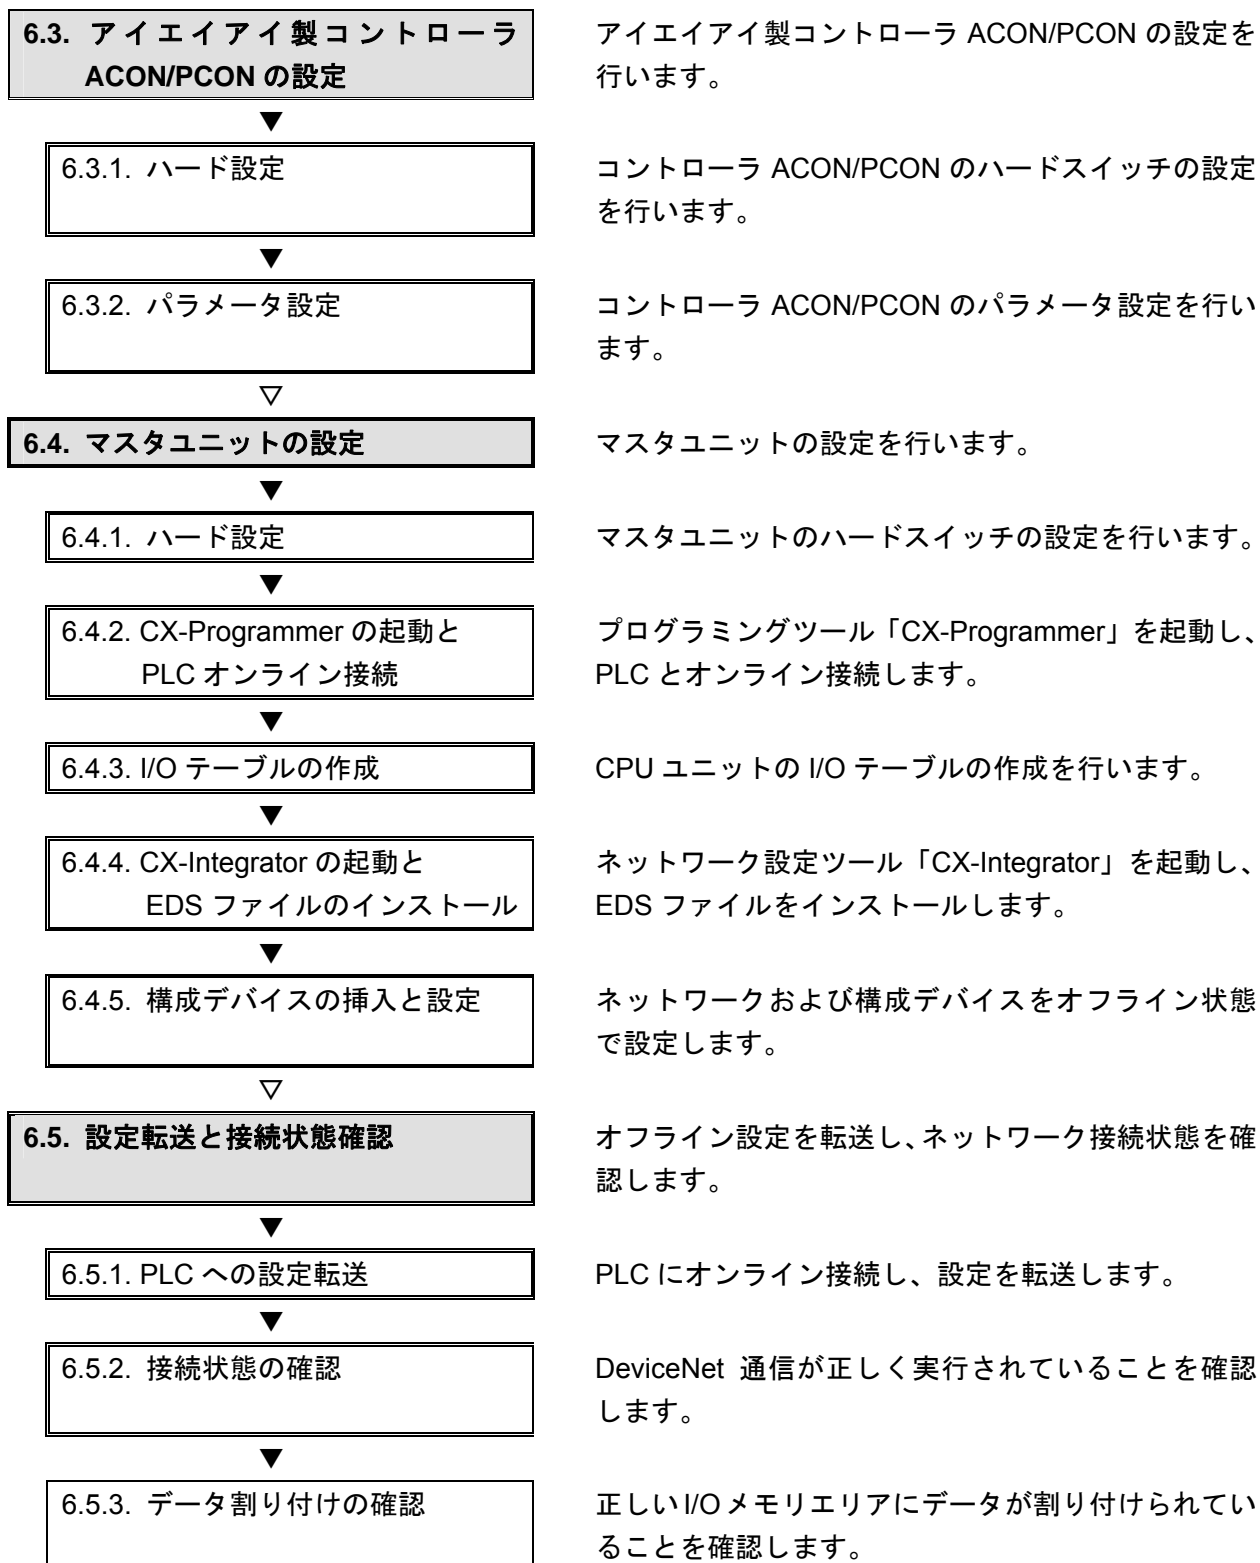 6.3. アイエイアイ製コントローラ
ACON/PCON の設定
アイエイアイ製コントローラ ACON/PCON の設定を
行います。
▼
6.3.1. ハード設定
コントローラ ACON/PCON のハードスイッチの設定
を行います。
▼
6.3.2. パラメータ設定
コントローラ ACON/PCON のパラメータ設定を行い
ます。
▽
6.4. マスタユニットの設定
マスタユニットの設定を行います。
▼
6.4.1. ハード設定
マスタユニットのハードスイッチの設定を行います。
▼
6.4.2. CX-Programmer の起動と
PLC オンライン接続
プログラミングツール「CX-Programmer」を起動し、
PLC とオンライン接続します。
▼
6.4.3. I/O テーブルの作成
CPU ユニットの I/O テーブルの作成を行います。
▼
6.4.4. CX-Integrator の起動と
EDS ファイルのインストール
ネットワーク設定ツール「CX-Integrator」を起動し、
EDS ファイルをインストールします。
▼
6.4.5. 構成デバイスの挿入と設定
ネットワークおよび構成デバイスをオフライン状態
で設定します。
▽
6.5. 設定転送と接続状態確認
オフライン設定を転送し、ネットワーク接続状態を確
認します。
▼
6.5.1. PLC への設定転送
PLC にオンライン接続し、設定を転送します。
▼
6.5.2. 接続状態の確認
DeviceNet 通信が正しく実行されていることを確認
します。
▼
6.5.3. データ割り付けの確認
正しい I/O メモリエリアにデータが割り付けられてい
ることを確認します。